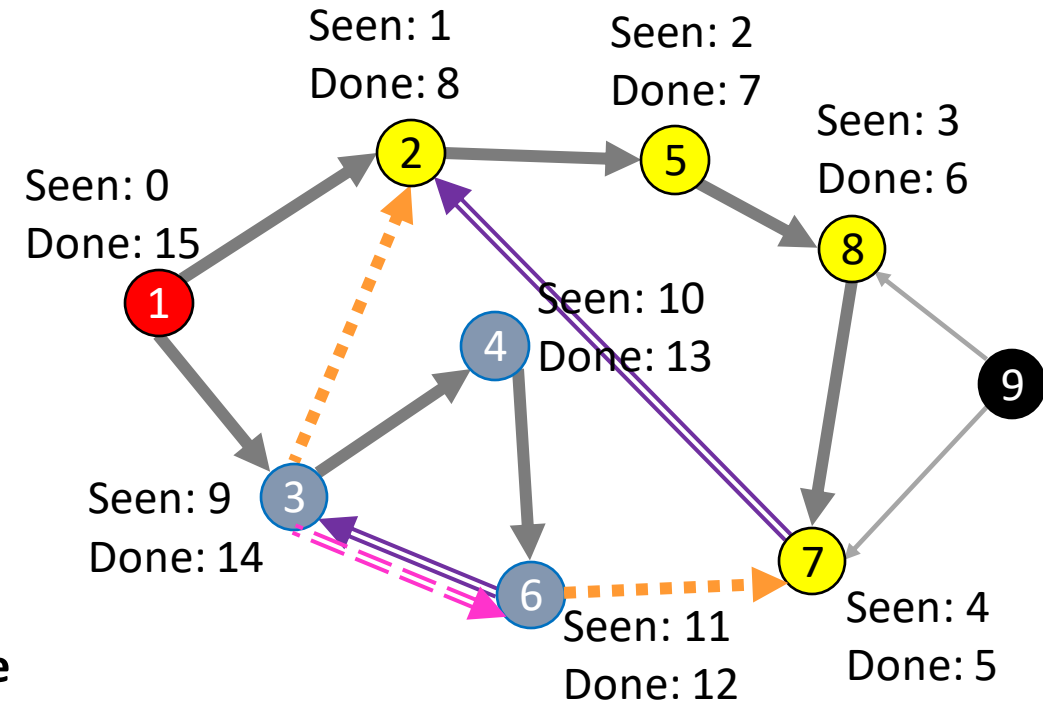 Seen: 1
Done: 8
Seen: 2
Done: 7
Seen: 3
Done: 6
2
5
Seen: 0
Done: 15
8
1
Seen: 10
Done: 13
4
9
Seen: 9
Done: 14
3
7
6
Seen: 11
Done: 12
Seen: 4
Done: 5
e